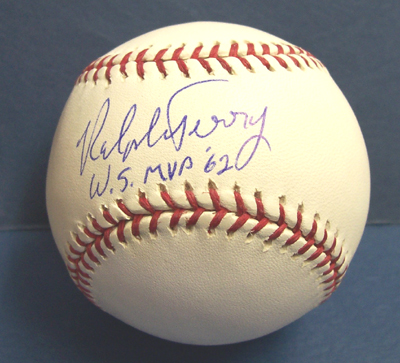 Ralph Terry
W.S. MVP '62